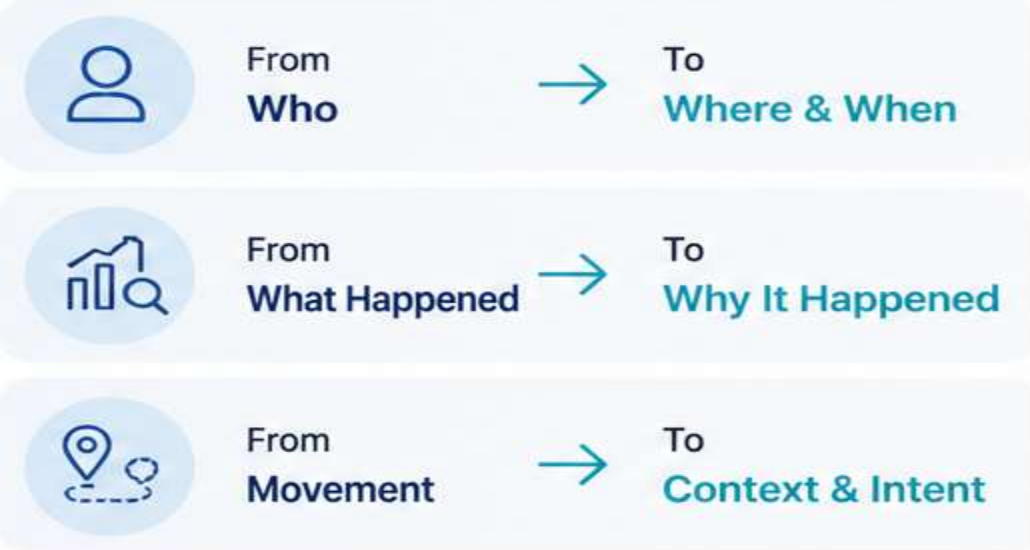 From
Who
To
Where & When
From
What Happened
To
Why It Happened
From
Movement
To
Context & Intent